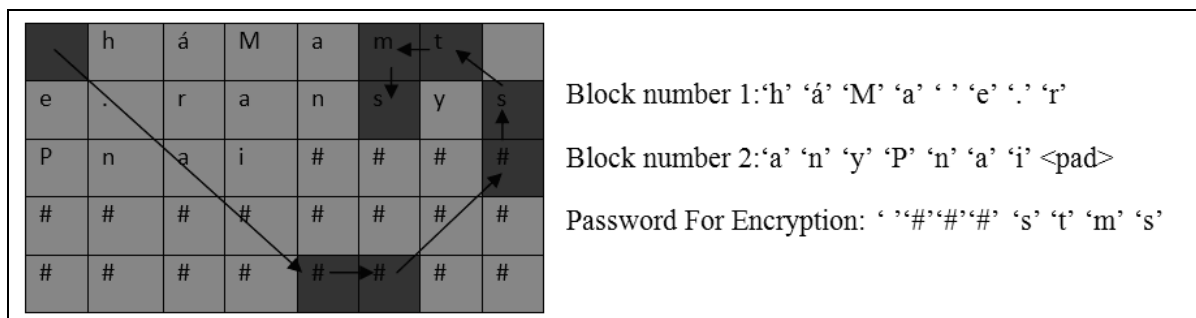 h á M a m t
e . r a n s y s
P n a i # # # #
# # # # # # # #
# # # # # # # #
Block number 1:‘h’ ‘á’ ‘M’ ‘a’ ‘ ’ ‘e’ ‘.’ ‘r’
Block number 2:‘a’ ‘n’ ‘y’ ‘P’ ‘n’ ‘a’ ‘i’ <pad>
Password For Encryption: ‘ ’‘#’‘#’‘#’ ‘s’ ‘t’ ‘m’ ‘s’